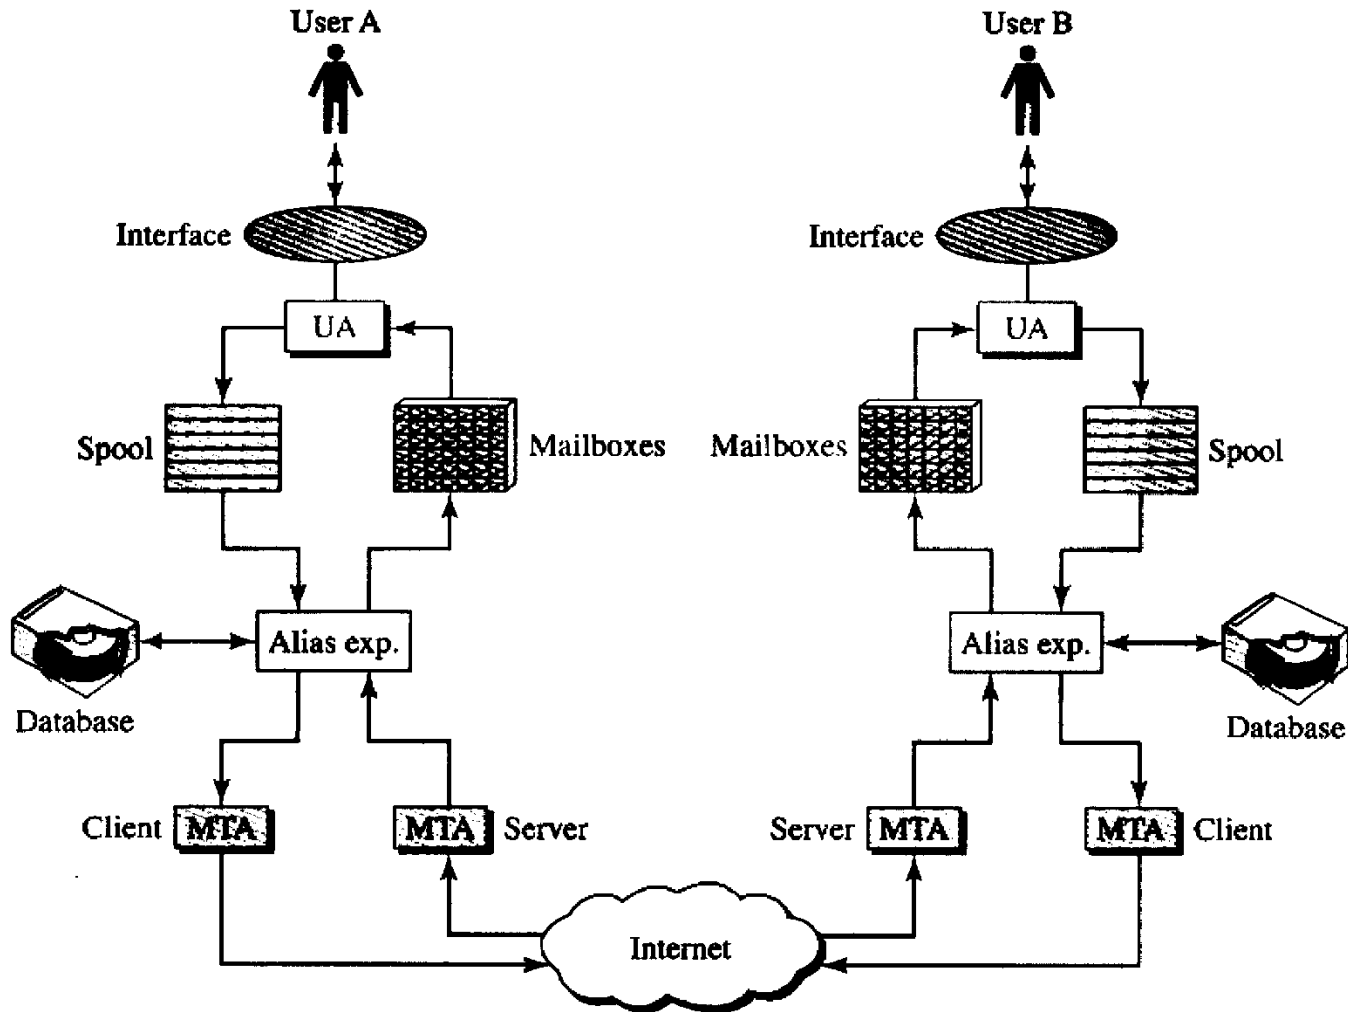 User A
User B
Interface
Interface
UA
UA
Spool
Mailboxes
Mailboxes
Spool
Alias exp.
Alias exp.
Database
Database
Client
MTA
MTA
Server
Server
MTA
MTA
Client
Internet